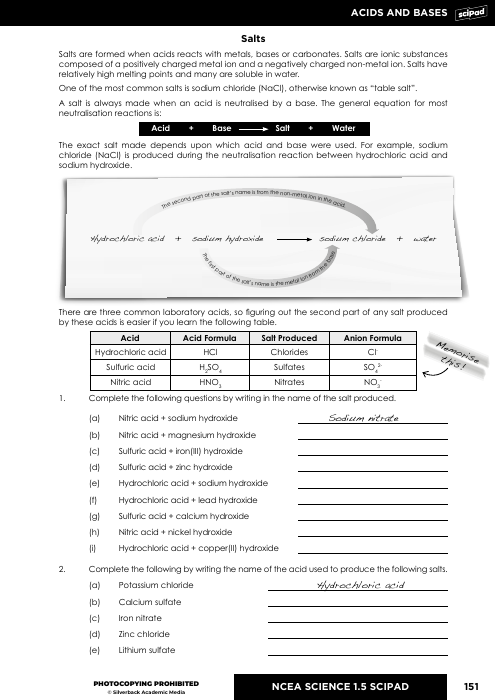 ACIDS AND BASES scipad
Salts
Salts are formed when acids reacts with metals, bases or carbonates. Salts are ionic substances
composed of a positively charged metal ion and a negatively charged non-metal ion. Salts have
relatively high melting points and many are soluble in water.
One of the most common salts is sodium chloride (NaCl), otherwise known as “table salt”.
A salt is always made when an acid is neutralised by a base. The general equation for most
neutralisation reactions is:
Acid + Base ⟶ Salt + Water
The exact salt made depends upon which acid and base were used. For example, sodium
chloride (NaCl) is produced during the neutralisation reaction between hydrochloric acid and
sodium hydroxide.
The second part of the salt's name is from the non-metal ion in the acid.
Hydrochloric acid + sodium hydroxide ⟶ sodium chloride + water
The first part of the salt's name is the metal ion from the base.
There are three common laboratory acids, so figuring out the second part of any salt produced
by these acids is easier if you learn the following table.
Acid Acid Formula Salt Produced Anion Formula
Hydrochloric acid HCl Chlorides Cl⁻
Sulfuric acid H₂SO₄ Sulfates SO₄²⁻
Nitric acid HNO₃ Nitrates NO₃⁻
Memorise
this!
1. Complete the following questions by writing in the name of the salt produced.
(a) Nitric acid + sodium hydroxide Sodium nitrate
(b) Nitric acid + magnesium hydroxide
(c) Sulfuric acid + iron(III) hydroxide
(d) Sulfuric acid + zinc hydroxide
(e) Hydrochloric acid + sodium hydroxide
(f) Hydrochloric acid + lead hydroxide
(g) Sulfuric acid + calcium hydroxide
(h) Nitric acid + nickel hydroxide
(i) Hydrochloric acid + copper(II) hydroxide
2. Complete the following by writing the name of the acid used to produce the following salts.
(a) Potassium chloride Hydrochloric acid
(b) Calcium sulfate
(c) Iron nitrate
(d) Zinc chloride
(e) Lithium sulfate
PHOTOCOPYING PROHIBITED
© Silverback Academic Media
NCEA SCIENCE 1.5 SCIPAD 151